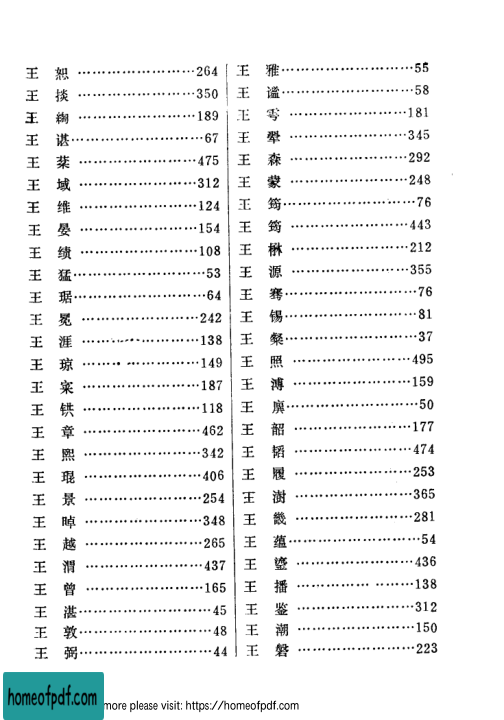 王 恕 ························264
王 掞 ························350
王 ························189
王 谌························67
王 棻 ························475
王 域 ························312
王 维 ························124
王 晏 ························154
王 绩 ························108
王 猛························53
王 琚························64
王 冕 ························242
王 涯 ························138
王 琼 ························149
王 寀 ························187
王 ························118
王 章 ························462
王 熙 ························342
王 琨 ························406
王 景 ························254
王 晫 ························348
王 越 ························265
王 渭 ························437
王 曾 ························165
王 湛························45
王 敦························48
王 弼························44
王 雅························55
王 谧························58
王 雱 ························181
王 翚 ························345
王 森 ························292
王 蒙 ························248
王 筠························76
王 筠 ························443
王 楙 ························212
王 源 ························355
王 骞························76
王 锡························81
王 粲························37
王 照 ························495
王 溥 ························159
王 廙························50
王 韶 ························177
王 韬 ························474
王 履 ························253
王 澍 ························365
王 畿 ························281
王 蕴························54
王 ························436
王 播 ························138
王 鉴 ························312
王 潮 ························150
王 磐 ························223
homeofpdf.com
more please visit: https://homeofpdf.com